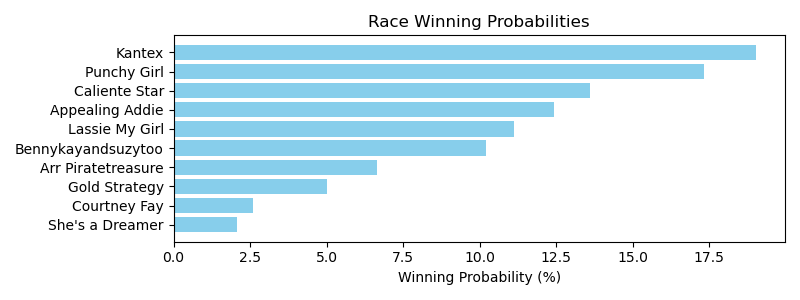 Race Winning Probabilities
Kantex
Punchy Girl
Caliente Star
Appealing Addie
Lassie My Girl
Bennykayandsuzytoo
Arr Piratetreasure
Gold Strategy
Courtney Fay
She's a Dreamer
0.0 2.5 5.0 7.5 10.0 12.5 15.0 17.5
Winning Probability (%)